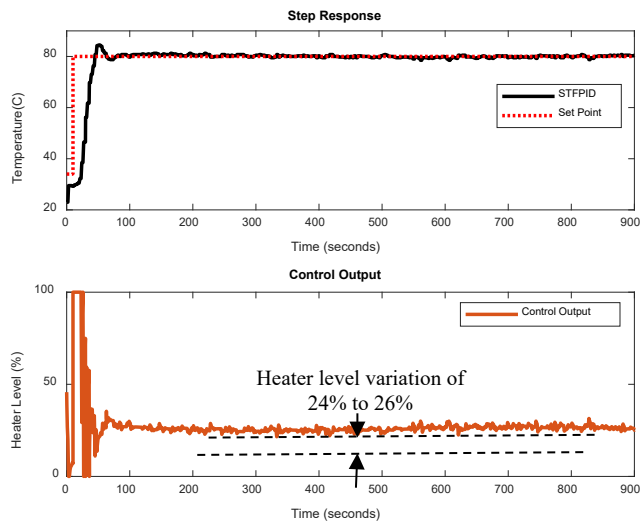 Step Response
80
60
40
20
Temperature(C)
STFPID
Set Point
0 100 200 300 400 500 600 700 800 900
Time (seconds)
Control Output
100
50
0
Heater Level (%)
Control Output
Heater level variation of
24% to 26%
0 100 200 300 400 500 600 700 800 900
Time (seconds)